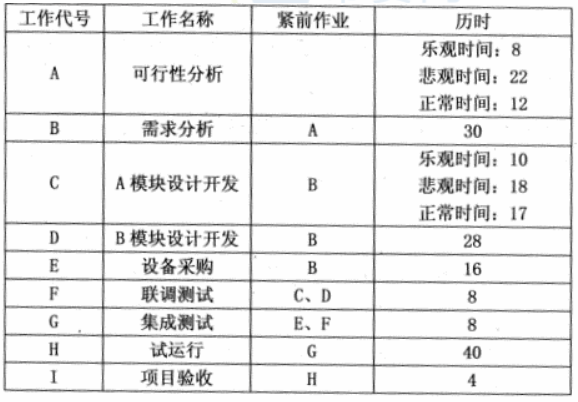 工作代号 工作名称 紧前作业 历时
A 可行性分析 乐观时间：8
悲观时间：22
正常时间：12
B 需求分析 A 30
C A 模块设计开发 B 乐观时间：10
悲观时间：18
正常时间：17
D B 模块设计开发 B 28
E 设备采购 B 16
F 联调测试 C、D 8
G 集成测试 E、F 8
H 试运行 G 40
I 项目验收 H 4